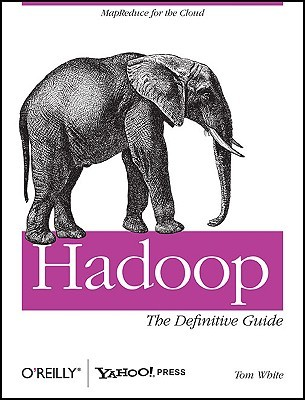 MapReduce for the Cloud
Hadoop
The Definitive Guide
O'REILLY®
YAHOO! PRESS
Tom White